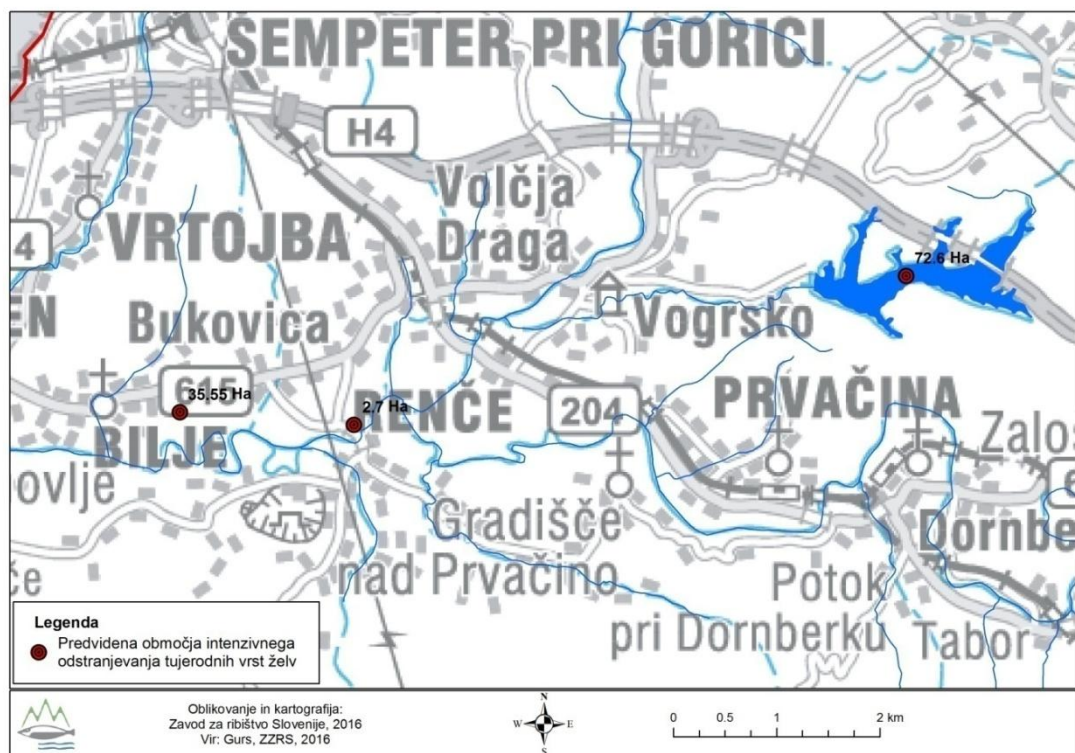 ŠEMPETER PRI GORICI
H4
Volčja
Draga
VRTOJBA
4
EN
Bukovica
72.6 Ha
Vogrsko
615
35.55 Ha
2.7 Ha
RENČE
204
PRVAČINA
BILJE
ovlje
Zalos
Gradišče
nad Prvačino
Dornbe
Potok
pri Dornberku
Tabor
če
Legenda
Predvidena območja intenzivnega
odstranjevanja tujerodnih vrst želv
Oblikovanje in kartografija:
Zavod za ribištvo Slovenije, 2016
Vir: Gurs, ZZRS, 2016
N
W E
S
0 0.5 1 2 km